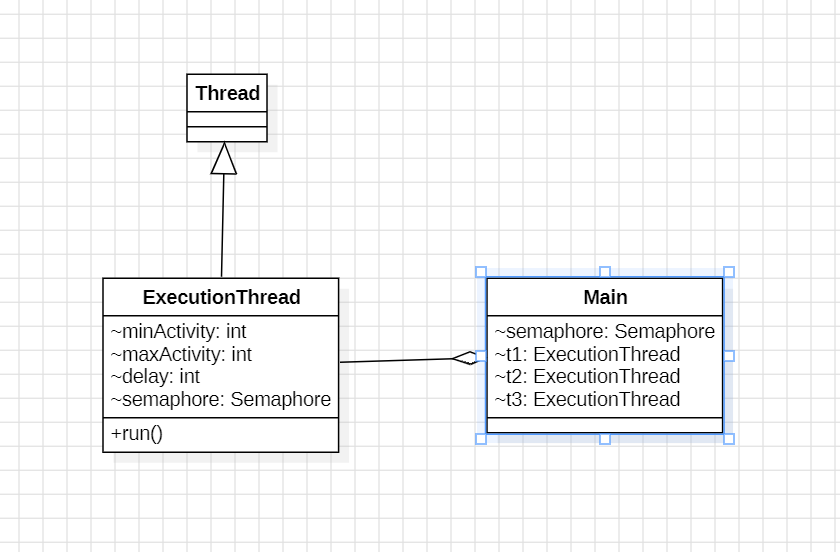 Thread
ExecutionThread
~minActivity: int
~maxActivity: int
~delay: int
~semaphore: Semaphore
+run()
Main
~semaphore: Semaphore
~t1: ExecutionThread
~t2: ExecutionThread
~t3: ExecutionThread